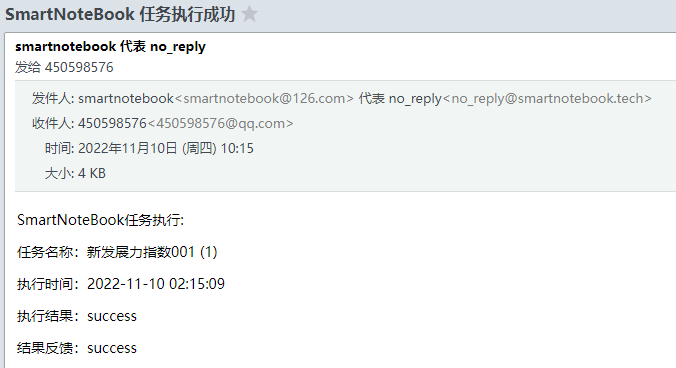 SmartNoteBook 任务执行成功
smartnotebook 代表 no_reply
发给 450598576
发件人: smartnotebook<smartnotebook@126.com> 代表 no_reply<no_reply@smartnotebook.tech>
收件人: 450598576<450598576@qq.com>
时间: 2022年11月10日 (周四) 10:15
大小: 4 KB
SmartNoteBook任务执行:
任务名称：新发展力指数001 (1)
执行时间：2022-11-10 02:15:09
执行结果：success
结果反馈：success